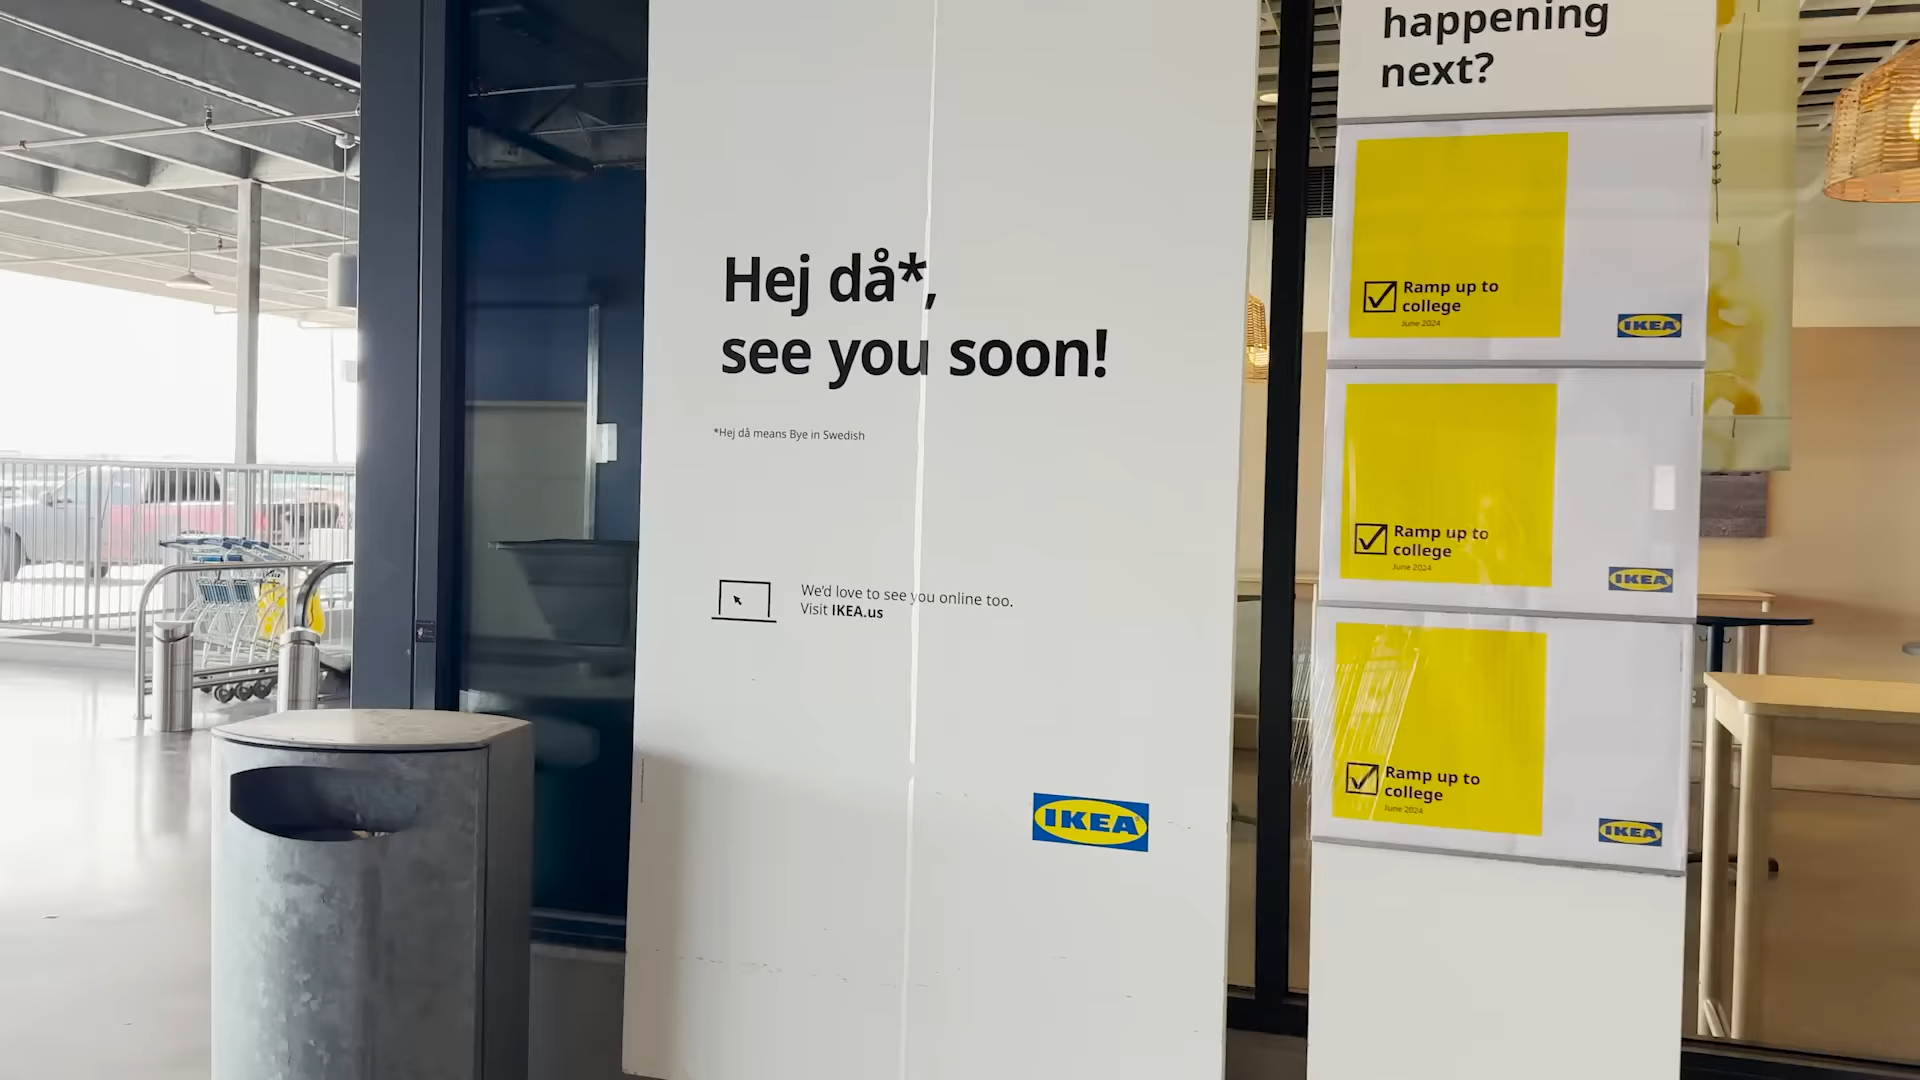 Hej då*,
see you soon!
*Hej då means Bye in Swedish
We'd love to see you online too.
Visit IKEA.us
IKEA
happening
next?
Ramp up to
college
June 2024
IKEA
Ramp up to
college
June 2024
IKEA
Ramp up to
college
June 2024
IKEA